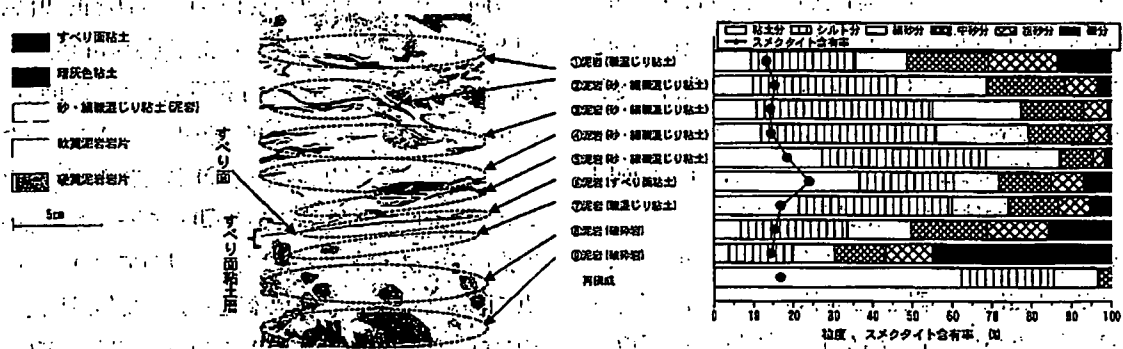 すべり面粘土
暗灰色粘土
砂・細礫混じり粘土(泥岩)
軟質泥岩岩片
硬質泥岩岩片
5cm
すべり面
すべり面粘土
①泥岩(礫混じり粘土)
②泥岩(砂・細礫混じり粘土)
③泥岩(砂・細礫混じり粘土)
④泥岩(砂・細礫混じり粘土)
⑤泥岩(砂・細礫混じり粘土)
⑥泥岩(すべり面粘土)
⑦泥岩(礫混じり粘土)
⑧泥岩(破砕岩)
⑨泥岩(破砕岩)
再構成
粘土分 シルト分 細砂分 中砂分 粗砂分 礫分
スメクタイト含有率
0 10 20 30 40 50 60 70 80 90 100
粒度、スメクタイト含有率 (%)